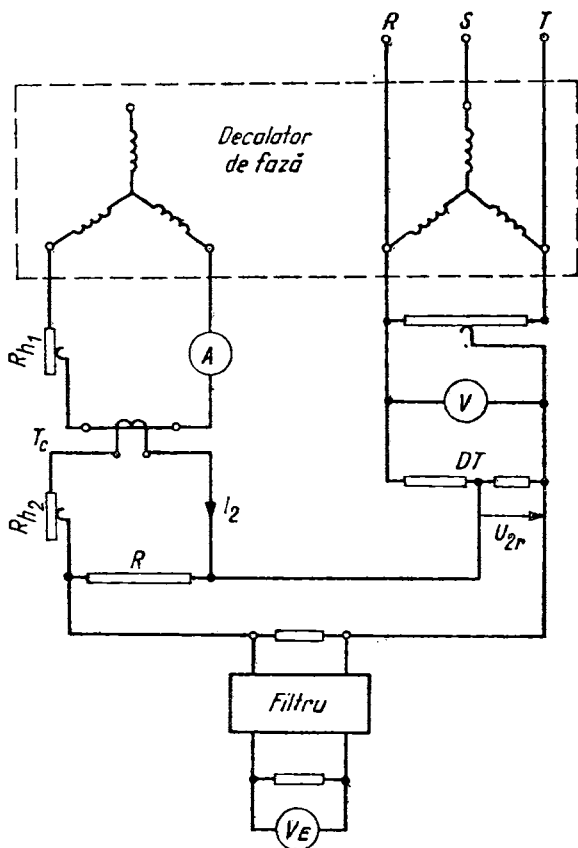 R S T
Decalator
de fază
Rh1
A
Tc
V
DT
Rh2
I2
U2r
R
Filtru
VE